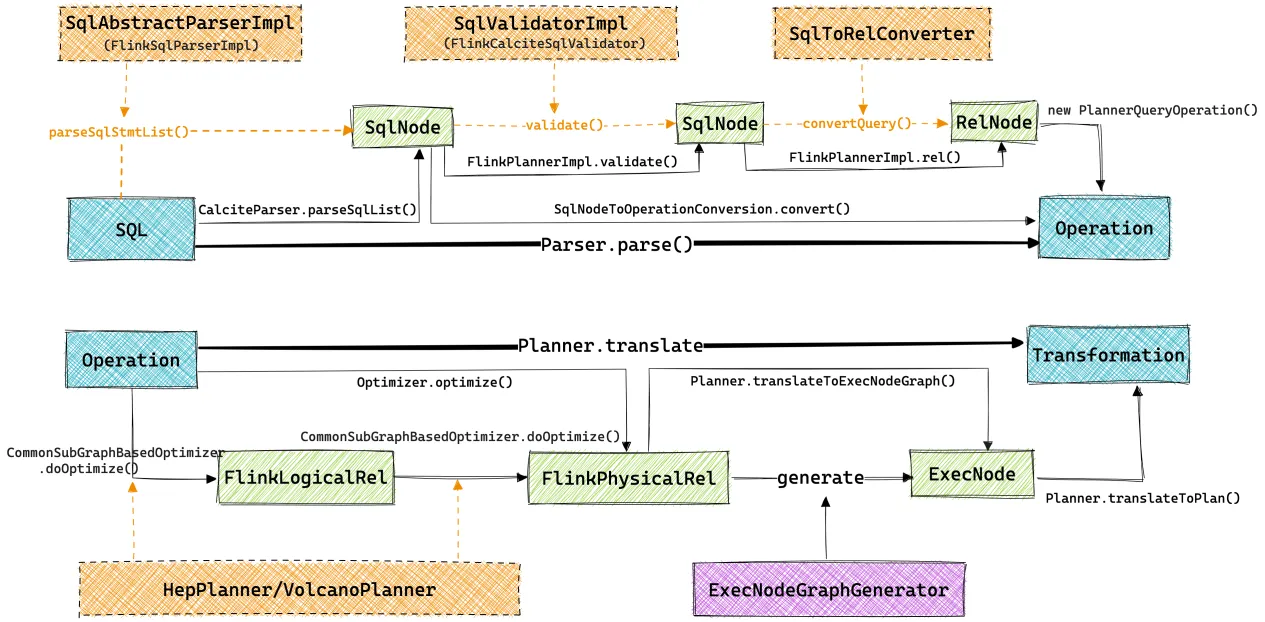 SqlAbstractParserImpl
(FlinkSqlParserImpl)
SqlValidatorImpl
(FlinkCalciteSqlValidator)
SqlToRelConverter
parseSqlStmtList()
SqlNode
validate()
SqlNode
convertQuery()
RelNode
new PlannerQueryOperation()
FlinkPlannerImpl.validate()
FlinkPlannerImpl.rel()
SQL
CalciteParser.parseSqlList()
SqlNodeToOperationConversion.convert()
Parser.parse()
Operation
Operation
Planner.translate
Transformation
Optimizer.optimize()
Planner.translateToExecNodeGraph()
CommonSubGraphBasedOptimizer
.doOptimize()
CommonSubGraphBasedOptimizer.doOptimize()
FlinkLogicalRel
FlinkPhysicalRel
generate
ExecNode
Planner.translateToPlan()
HepPlanner/VolcanoPlanner
ExecNodeGraphGenerator